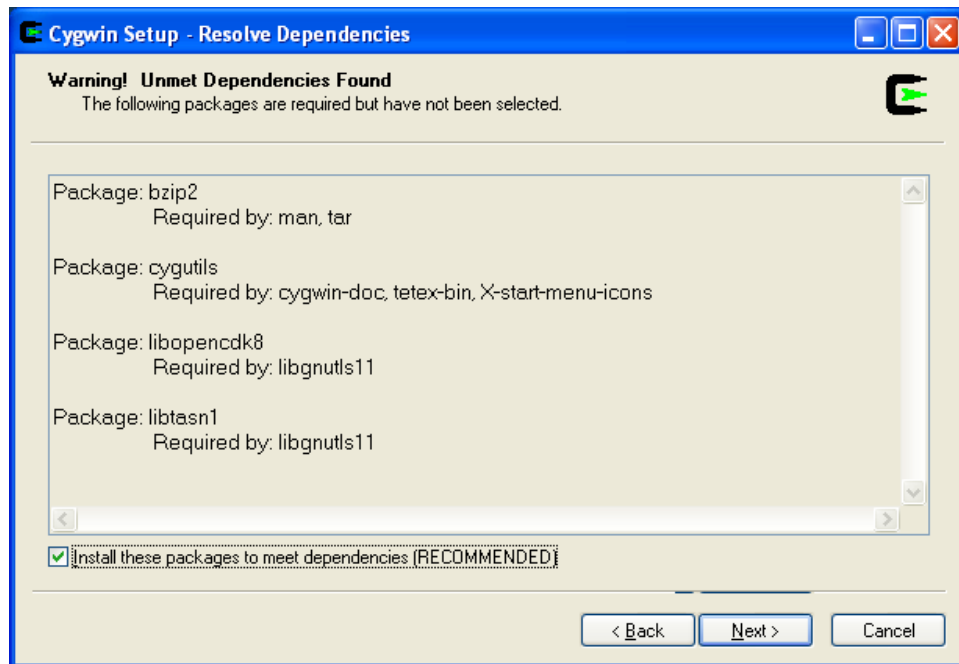 Cygwin Setup - Resolve Dependencies
Warning!  Unmet Dependencies Found
The following packages are required but have not been selected.
Package: bzip2
Required by: man, tar
Package: cygutils
Required by: cygwin-doc, tetex-bin, X-start-menu-icons
Package: libopencdk8
Required by: libgnutls11
Package: libtasn1
Required by: libgnutls11
Install these packages to meet dependencies (RECOMMENDED)
< Back
Next >
Cancel